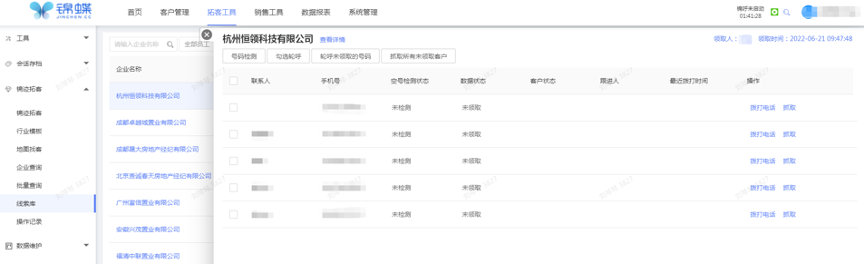 锦蝶
JINGHEN.CC
首页 客户管理 拓客工具 销售工具 数据报表 系统管理
01:41:28
工具
会话存档
锦迹拓客
锦迹拓客
行业模板
地图拓客
企业查询
批量查询
线索库
操作记录
数据维护
请输入企业名称 全部员工
企业名称
杭州恒领科技有限公司
成都卓越城置业有限公司
成都晟大房地产经纪有限公司
北京善诚春天房地产经纪有限公司
广州富信置业有限公司
安徽兴茂置业有限公司
福清中联置业有限公司
杭州恒领科技有限公司 查看详情
领取人： 领取时间：2022-06-21 09:47:48
号码检测 勾选轮呼 轮呼未领取的号码 抓取所有未领取客户
联系人 手机号 空号检测状态 数据状态 客户状态 跟进人 最近拨打时间 操作
未检测 未领取 拨打电话 抓取
未检测 未领取 拨打电话 抓取
未检测 未领取 拨打电话 抓取
未检测 未领取 拨打电话 抓取
未检测 未领取 拨打电话 抓取